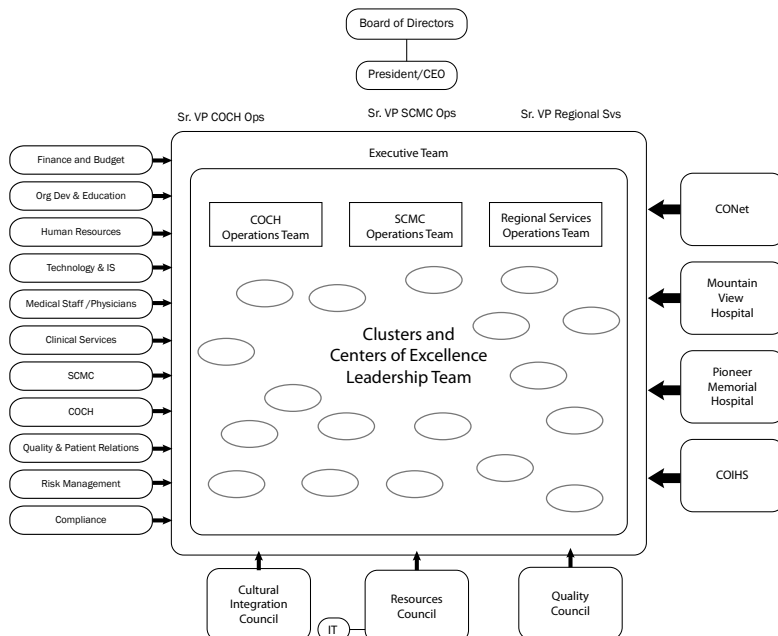 Board of Directors
President/CEO
Sr. VP COCH Ops
Sr. VP SCMC Ops
Sr. VP Regional Svs
Executive Team
Finance and Budget
Org Dev & Education
Human Resources
Technology & IS
Medical Staff /Physicians
Clinical Services
SCMC
COCH
Quality & Patient Relations
Risk Management
Compliance
COCH
Operations Team
SCMC
Operations Team
Regional Services
Operations Team
Clusters and
Centers of Excellence
Leadership Team
CONet
Mountain
View
Hospital
Pioneer
Memorial
Hospital
COIHS
Cultural
Integration
Council
IT
Resources
Council
Quality
Council